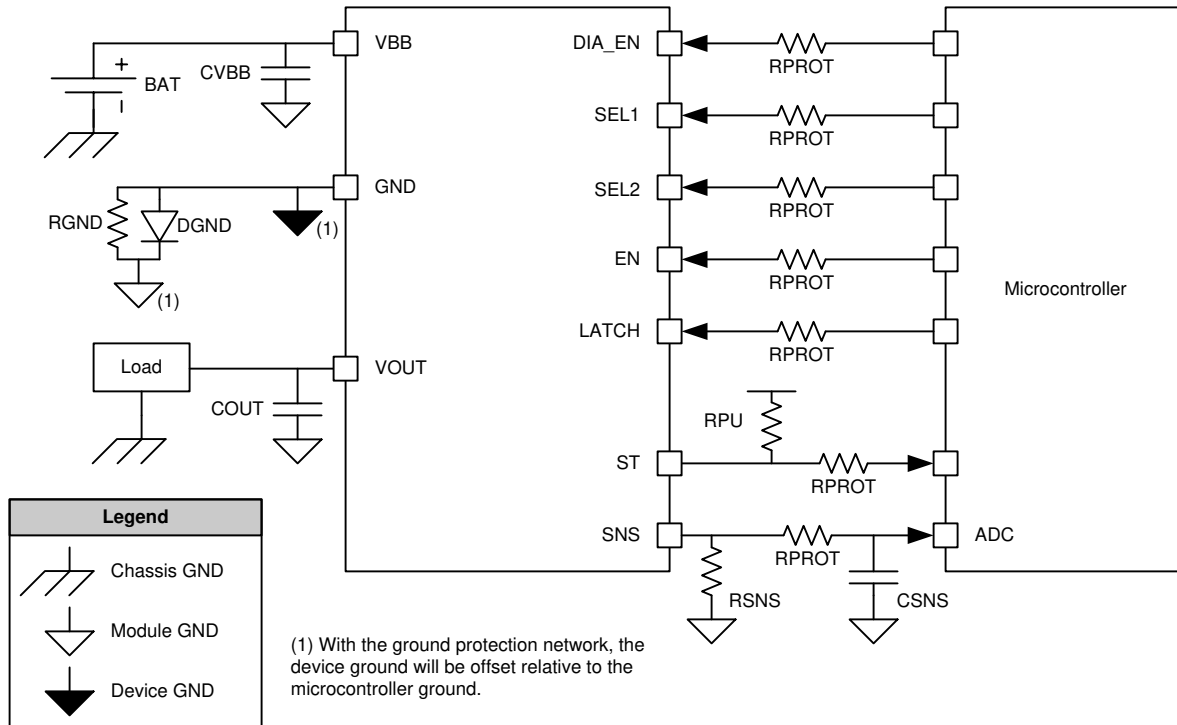 VBB
DIA_EN
RPROT
CVBB
+
BAT
SEL1
RPROT
GND
SEL2
RPROT
RGND
DGND
(1)
EN
RPROT
(1)
Microcontroller
LATCH
RPROT
Load
VOUT
COUT
RPU
ST
RPROT
Legend
SNS
RPROT
ADC
Chassis GND
RSNS
CSNS
Module GND
Device GND
(1) With the ground protection network, the
device ground will be offset relative to the
microcontroller ground.